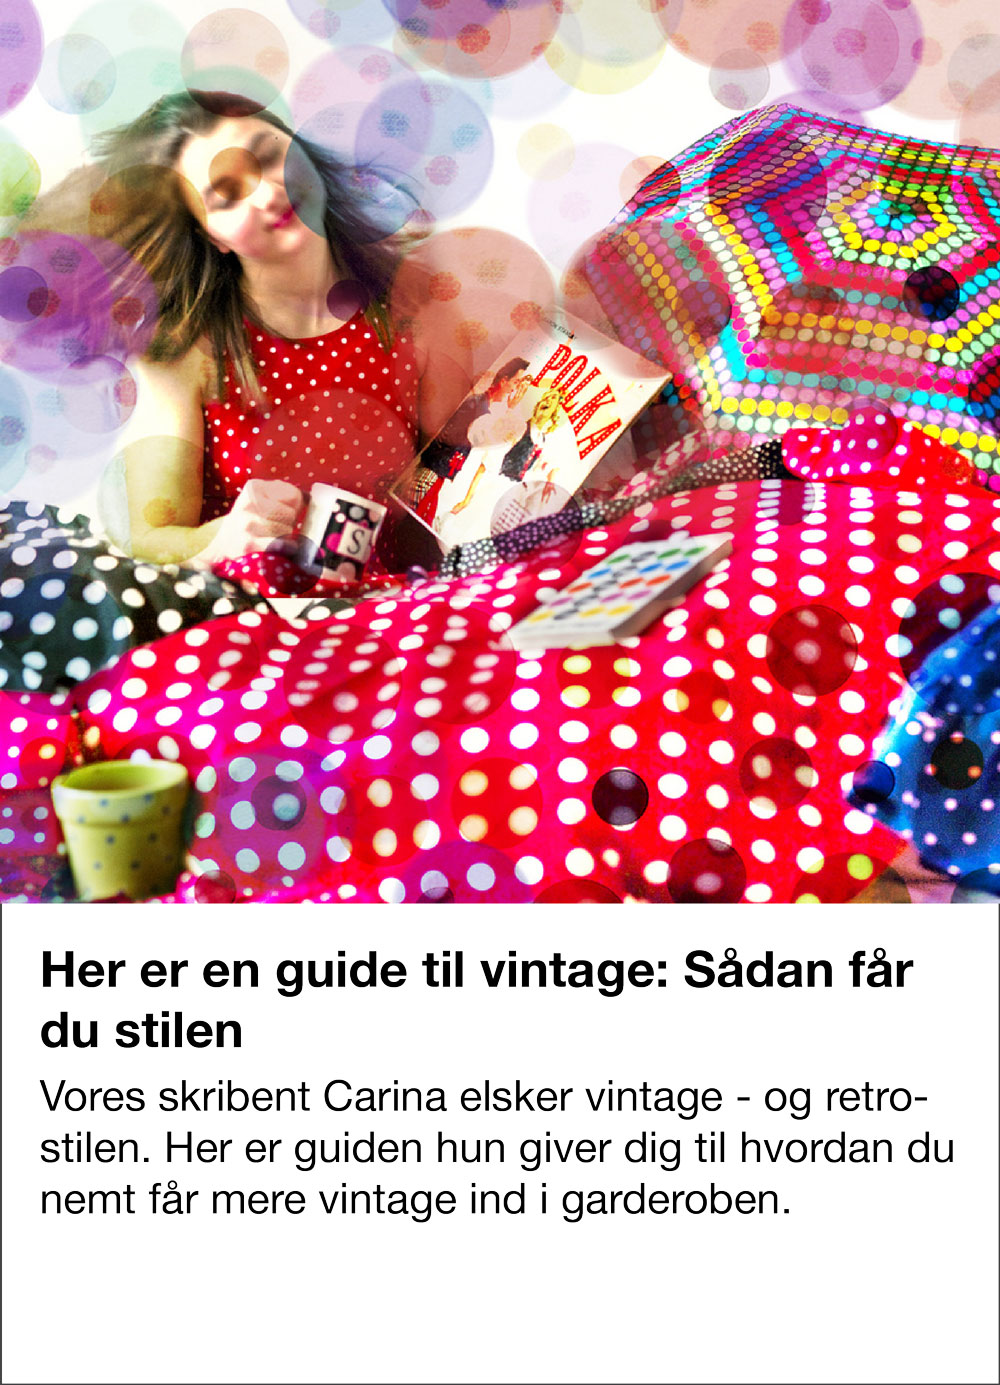 POLKA
S
Her er en guide til vintage: Sådan får
du stilen
Vores skribent Carina elsker vintage - og retro-
stilen. Her er guiden hun giver dig til hvordan du
nemt får mere vintage ind i garderoben.